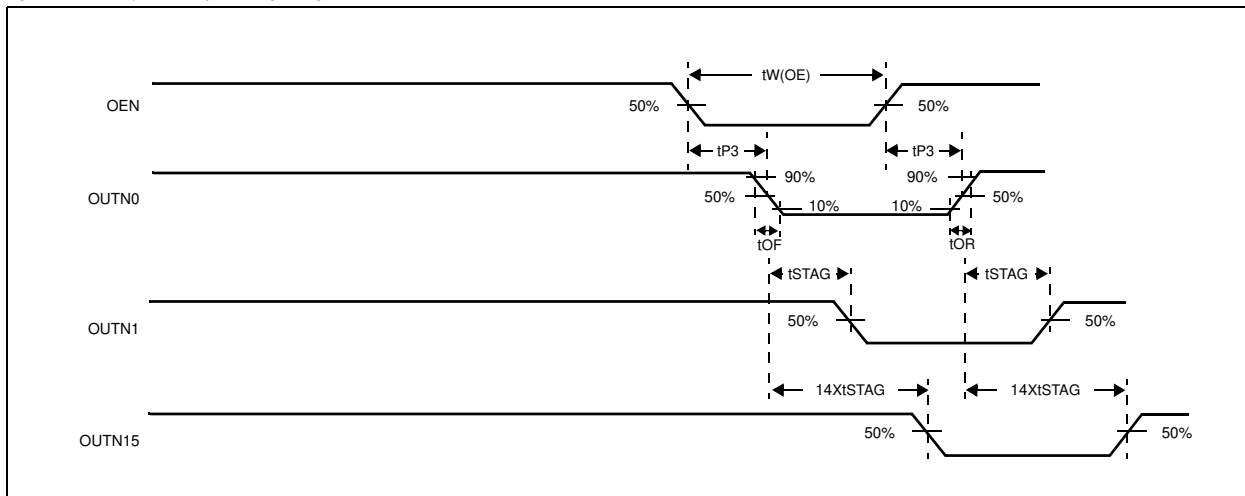 tW(OE)
OEN
50%
50%
tP3
tP3
90%
90%
OUTN0
50%
50%
10%
10%
tOF
tOR
tSTAG
tSTAG
OUTN1
50%
50%
14XtSTAG
14XtSTAG
OUTN15
50%
50%